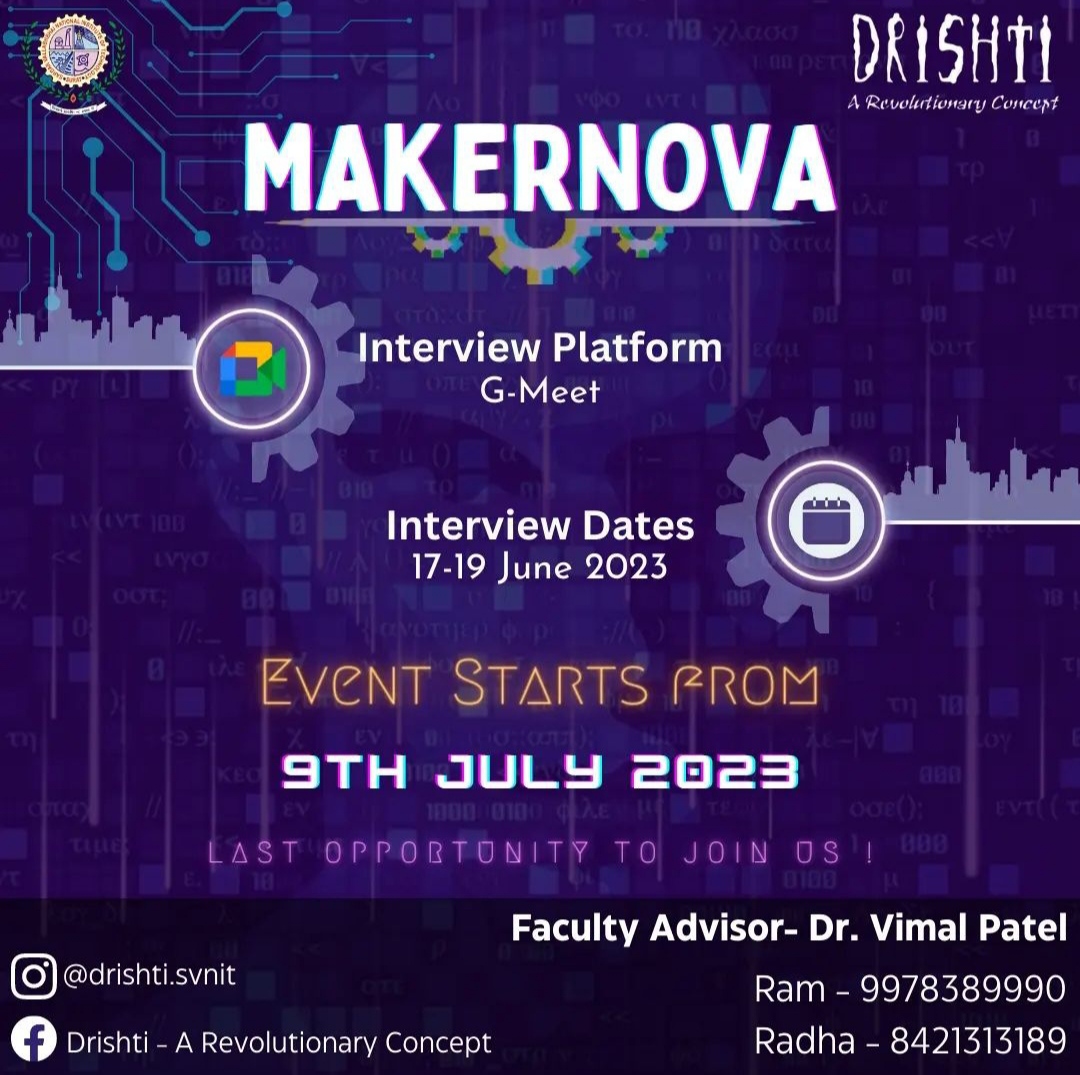 DRISHTI
A Revolutionary Concept
MAKERNOVA
Interview Platform
G-Meet
Interview Dates
17-19 June 2023
EVENT STARTS FROM
9TH JULY 2023
LAST OPPORTUNITY TO JOIN US !
Faculty Advisor- Dr. Vimal Patel
@drishti.svnit
Ram - 9978389990
Drishti - A Revolutionary Concept
Radha - 8421313189